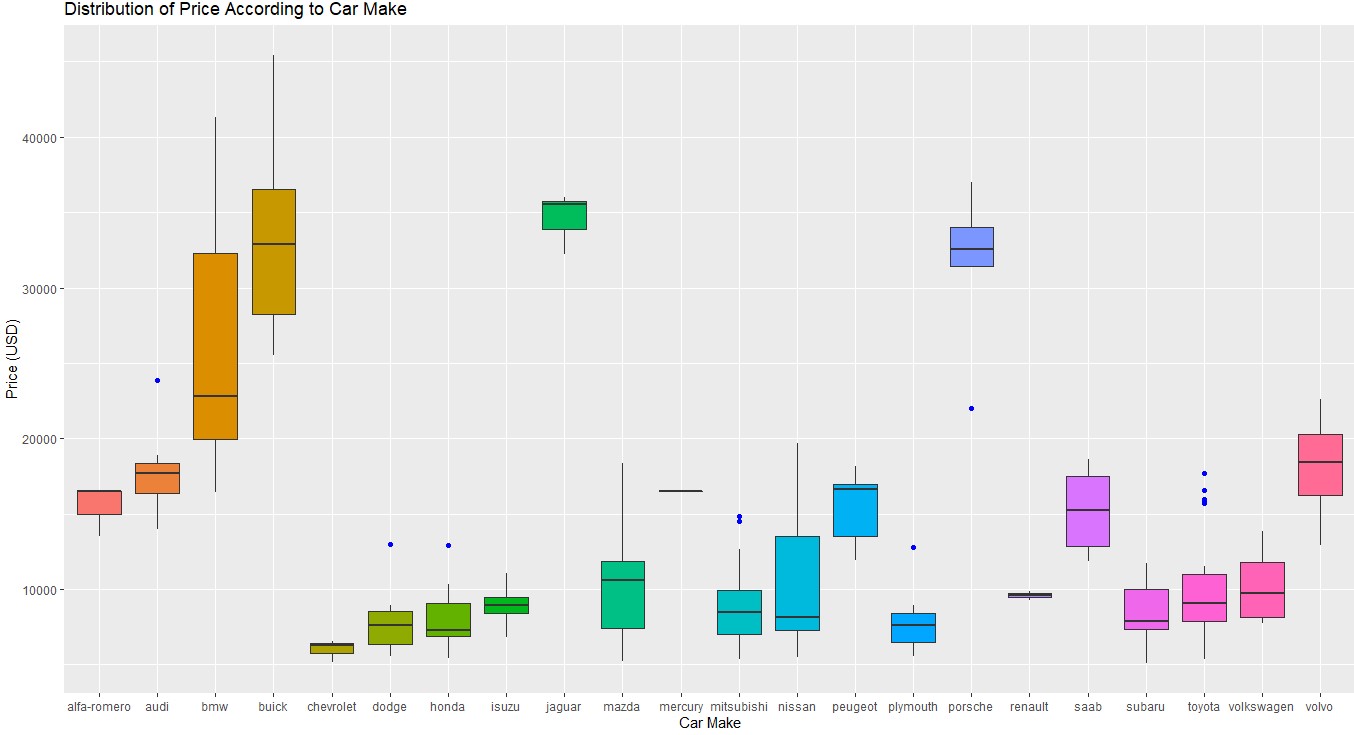 Distribution of Price According to Car Make
Price (USD)
40000
30000
20000
10000
alfa-romero audi bmw buick chevrolet dodge honda isuzu jaguar mazda mercury mitsubishi nissan peugeot plymouth porsche renault saab subaru toyota volkswagen volvo
Car Make